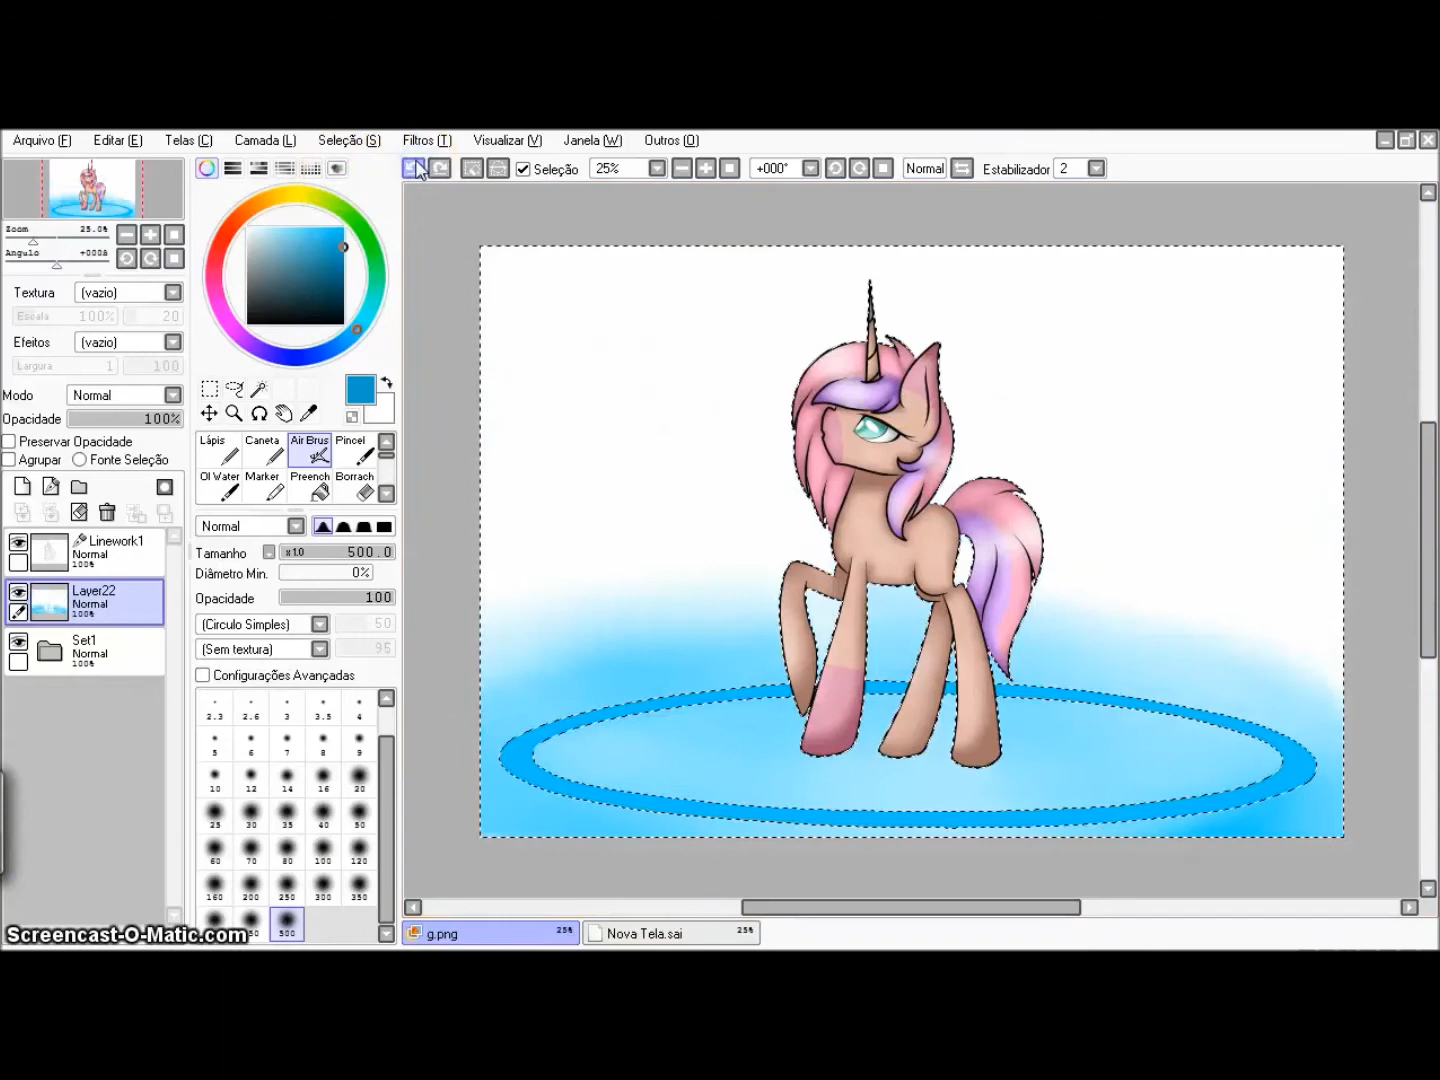 Arquivo (F) Editar (E) Telas (C) Camada (L) Seleção (S) Filtros (T) Visualizar (V) Janela (W) Outros (O)
Seleção 25% +000° Normal Estabilizador 2
Zoom 25.0%
Angulo +000â
Textura (vazio)
Escala 100% 20
Efeitos (vazio)
Largura 1 100
Modo Normal
Opacidade 100%
Preservar Opacidade
Agrupar Fonte Seleção
Linework1
Normal
100%
Layer22
Normal
100%
Set1
Normal
100%
Lápis Caneta Air Brus Pincel
Ol Water Marker Preench Borrach
Normal
Tamanho x1.0 500.0
Diâmetro Min. 0%
Opacidade 100
(Circulo Simples) 50
(Sem textura) 95
Configurações Avançadas
2.3 2.6 3 3.5 4
5 6 7 8 9
10 12 14 16 20
25 30 35 40 50
60 70 80 100 120
160 200 250 300 350
50 500
Screencast-O-Matic.com
g.png 25% Nova Tela.sai 25%